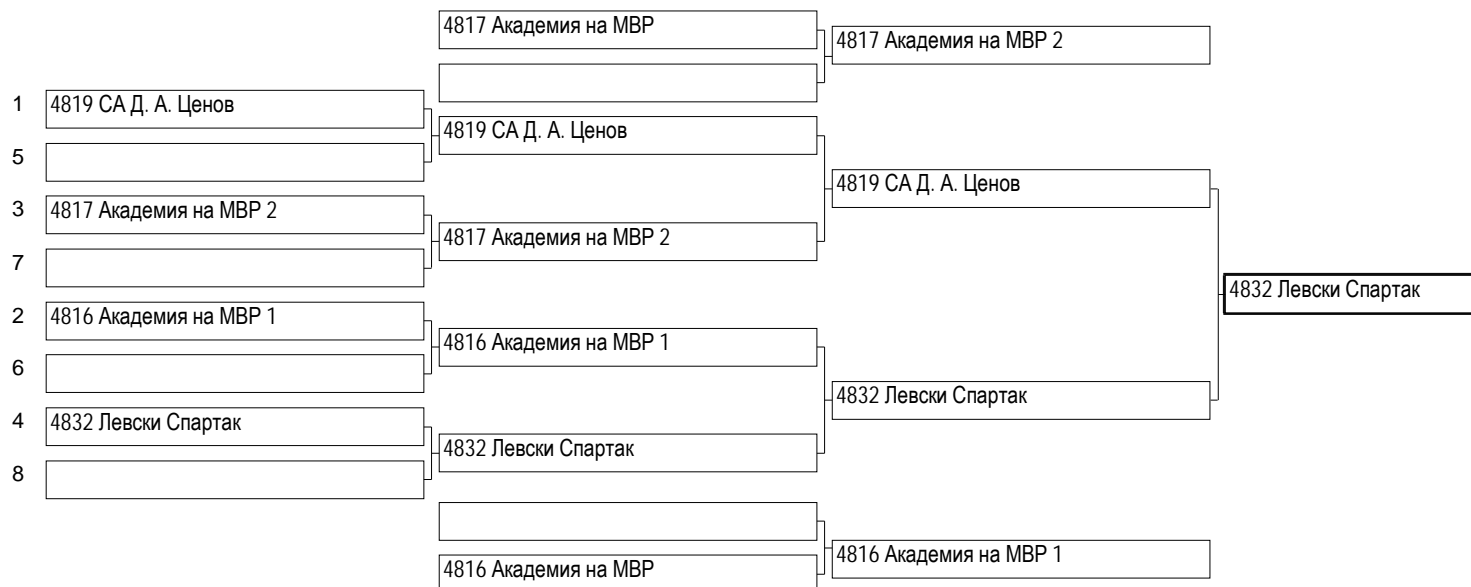 4817 Академия на МВР
4817 Академия на МВР 2
1 4819 СА Д. А. Ценов
4819 СА Д. А. Ценов
5
4819 СА Д. А. Ценов
3 4817 Академия на МВР 2
4817 Академия на МВР 2
7
4832 Левски Спартак
2 4816 Академия на МВР 1
4816 Академия на МВР 1
6
4832 Левски Спартак
4 4832 Левски Спартак
4832 Левски Спартак
8
4816 Академия на МВР 1
4816 Академия на МВР